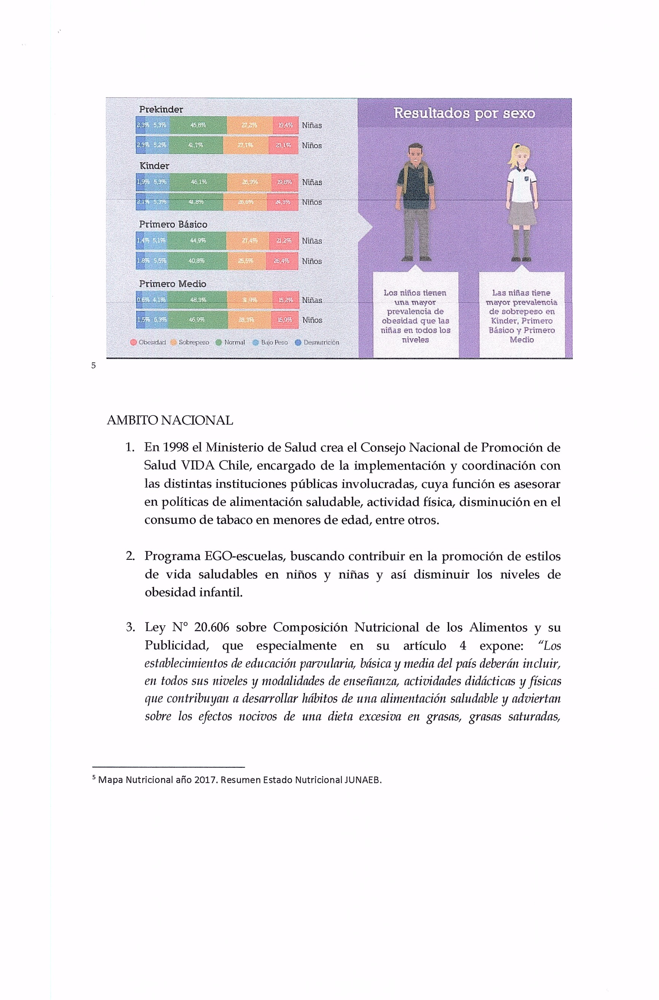 Prekinder
2,3% 5,3% 45,8% 27,2% 19,4% Niñas
2,3% 5,2% 41,7% 27,7% 23,1% Niños
Kinder
1,9% 5,3% 46,1% 26,9% 19,8% Niñas
2,1% 5,3% 41,8% 26,6% 24,3% Niños
Primero Básico
1,4% 5,1% 44,9% 27,4% 21,2% Niñas
1,8% 5,5% 40,8% 25,5% 26,4% Niños
Primero Medio
0,6% 4,1% 48,3% 15,2% Niñas
1,5% 6,3% 46,9% 28,3% 16,9% Niños
Obesidad Sobrepeso Normal Bajo Peso Desnutrición
Resultados por sexo
Los niños tienen
una mayor
prevalencia de
obesidad que las
niñas en todos los
niveles
Las niñas tiene
mayor prevalencia
de sobrepeso en
Kinder, Primero
Básico y Primero
Medio
5
AMBITO NACIONAL
1. En 1998 el Ministerio de Salud crea el Consejo Nacional de Promoción de
Salud VIDA Chile, encargado de la implementación y coordinación con
las distintas instituciones públicas involucradas, cuya función es asesorar
en políticas de alimentación saludable, actividad física, disminución en el
consumo de tabaco en menores de edad, entre otros.
2. Programa EGO-escuelas, buscando contribuir en la promoción de estilos
de vida saludables en niños y niñas y así disminuir los niveles de
obesidad infantil.
3. Ley N° 20.606 sobre Composición Nutricional de los Alimentos y su
Publicidad, que especialmente en su artículo 4 expone: "Los
establecimientos de educación parvularia, básica y media del país deberán incluir,
en todos sus niveles y modalidades de enseñanza, actividades didácticas y físicas
que contribuyan a desarrollar hábitos de una alimentación saludable y adviertan
sobre los efectos nocivos de una dieta excesiva en grasas, grasas saturadas,
5 Mapa Nutricional año 2017. Resumen Estado Nutricional JUNAEB.